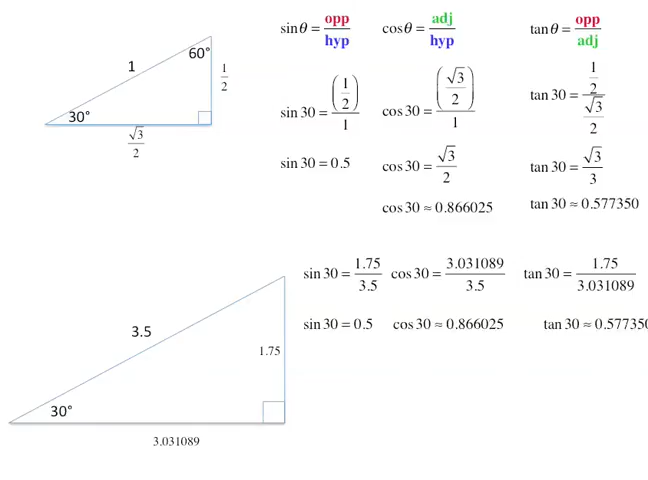 sinθ = opp/hyp
cosθ = adj/hyp
tanθ = opp/adj
1
60°
1/2
30°
√3/2
sin 30 = (1/2)/1
cos 30 = (√3/2)/1
tan 30 = (1/2)/(√3/2)
sin 30 = 0.5
cos 30 = √3/2
tan 30 = √3/3
cos 30 ≈ 0.866025
tan 30 ≈ 0.577350
3.5
1.75
30°
3.031089
sin 30 = 1.75/3.5
cos 30 = 3.031089/3.5
tan 30 = 1.75/3.031089
sin 30 = 0.5
cos 30 ≈ 0.866025
tan 30 ≈ 0.577350